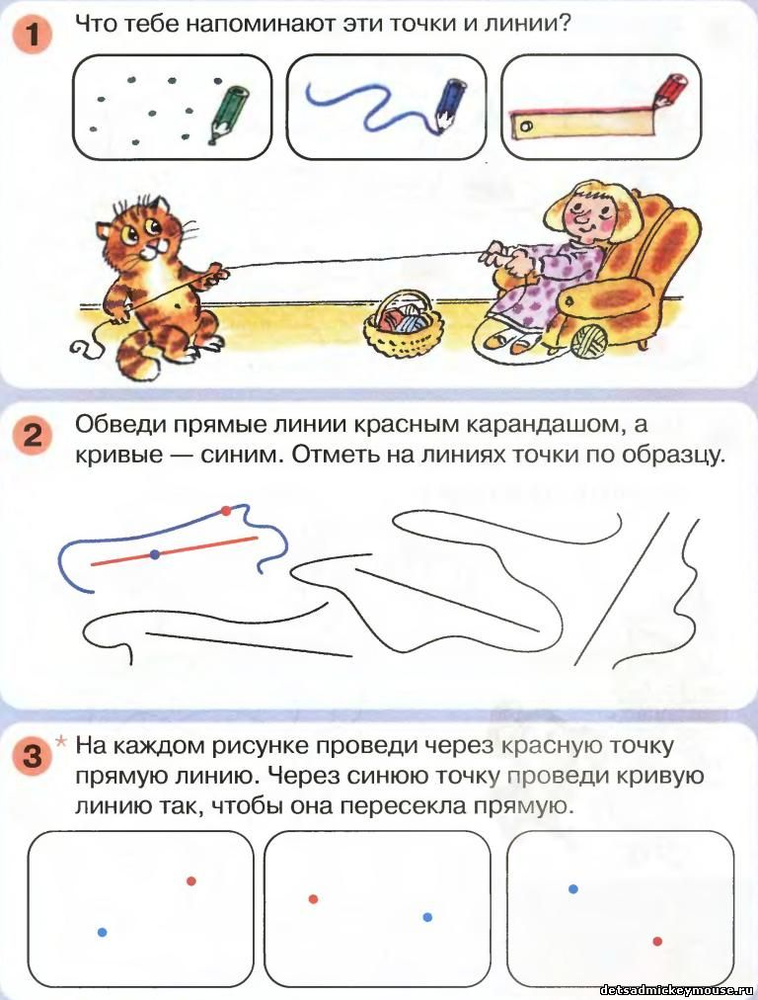 1 Что тебе напоминают эти точки и линии?
2 Обведи прямые линии красным карандашом, а
кривые — синим. Отметь на линиях точки по образцу.
3 * На каждом рисунке проведи через красную точку
прямую линию. Через синюю точку проведи кривую
линию так, чтобы она пересекла прямую.
detsadmickeymouse.ru